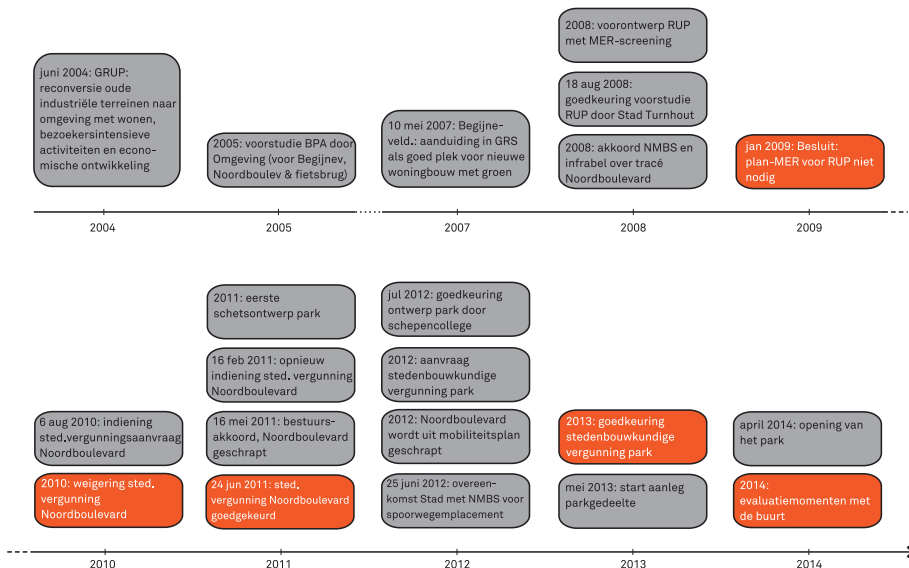 juni 2004: GRUP:
reconversie oude
industriële terreinen naar
omgeving met wonen,
bezoekersintensieve
activiteiten en econo-
mische ontwikkeling
2005: voorstudie BPA door
Omgeving (voor Begijnev,
Noordboulev & fietsbrug)
10 mei 2007: Begijne-
veld.: aanduiding in GRS
als goed plek voor nieuwe
woningbouw met groen
2008: voorontwerp RUP
met MER-screening
18 aug 2008:
goedkeuring voorstudie
RUP door Stad Turnhout
2008: akkoord NMBS en
infrabel over tracé
Noordboulevard
jan 2009: Besluit:
plan-MER voor RUP niet
nodig
2004
2005
2007
2008
2009
6 aug 2010: indiening
sted.vergunningsaanvraag
Noordboulevard
2010: weigering sted.
vergunning
Noordboulevard
2011: eerste
schetsontwerp park
16 feb 2011: opnieuw
indiening sted. vergunning
Noordboulevard
16 mei 2011: bestuurs-
akkoord, Noordboulevard
geschrapt
24 jun 2011: sted.
vergunning Noordboulevard
goedgekeurd
jul 2012: goedkeuring
ontwerp park door
schepencollege
2012: aanvraag
stedenbouwkundige
vergunning park
2012: Noordboulevard
wordt uit mobiliteitsplan
geschrapt
25 juni 2012: overeen-
komst Stad met NMBS voor
spoorwegemplacement
2013: goedkeuring
stedenbouwkundige
vergunning park
mei 2013: start aanleg
parkgedeelte
april 2014: opening van
het park
2014:
evaluatiemomenten met
de buurt
2010
2011
2012
2013
2014